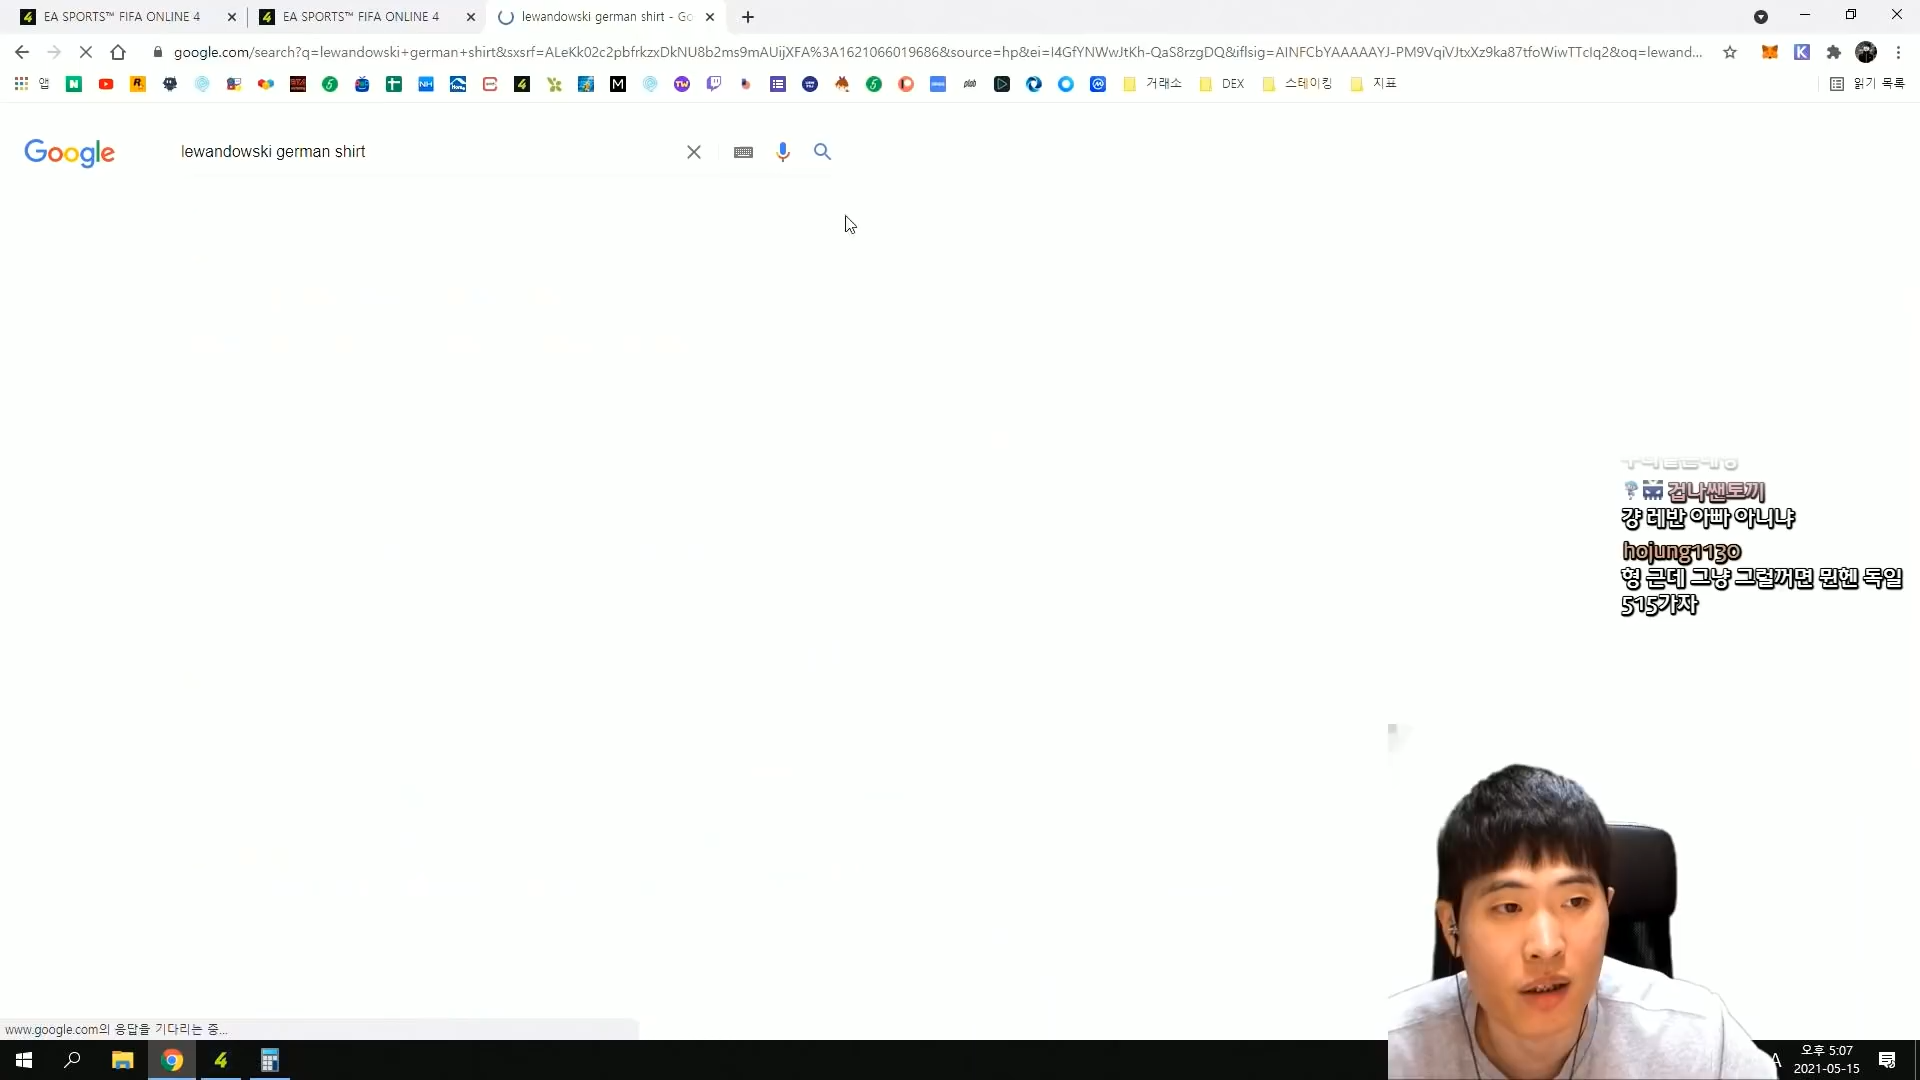 EA SPORTS™ FIFA ONLINE 4
EA SPORTS™ FIFA ONLINE 4
lewandowski german shirt - Go
google.com/search?q=lewandowski+german+shirt&sxsrf=ALeKk02c2pbfrkzxDkNU8b2ms9mAUijXFA%3A1621066019686&source=hp&ei=I4GfYNWwJtKh-QaS8rzgDQ&iflsig=AINFCbYAAAAAYJ-PM9VqiVJtxXz9ka87tfoWiwTTcIq2&oq=lewand...
앱
거래소
DEX
스테이킹
지표
읽기 목록
Google
lewandowski german shirt
겁나쌘토끼
걍 레반 아빠 아니냐
hojung1130
형 근데 그냥 그럴꺼면 뮌헨 독일
515가자
www.google.com의 응답을 기다리는 중...
A
오후 5:07
2021-05-15